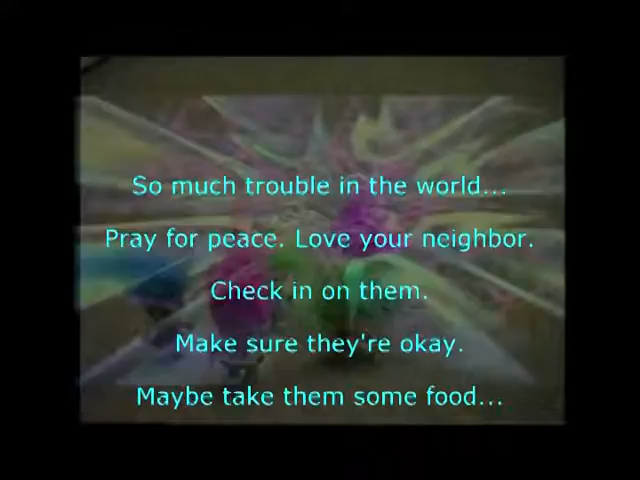 So much trouble in the world...
Pray for peace. Love your neighbor.
Check in on them.
Make sure they're okay.
Maybe take them some food...